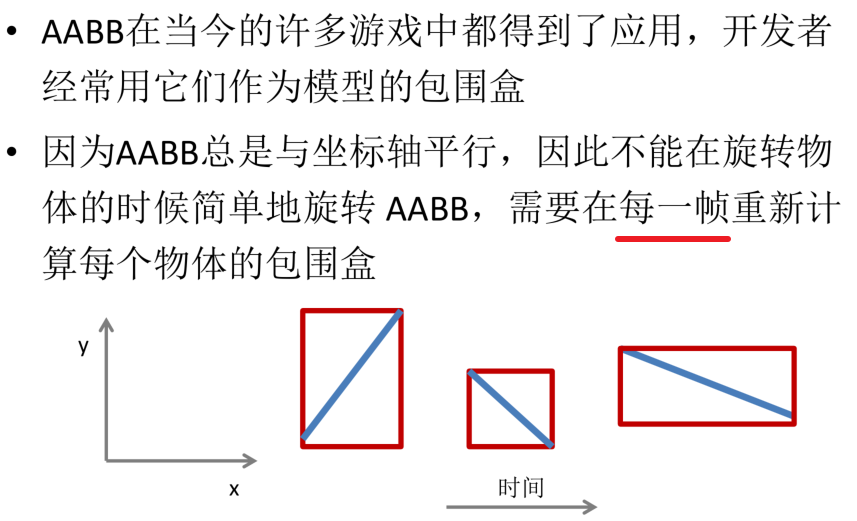 • AABB在当今的许多游戏中都得到了应用，开发者
经常用它们作为模型的包围盒
• 因为AABB总是与坐标轴平行，因此不能在旋转物
体的时候简单地旋转 AABB，需要在每一帧重新计
算每个物体的包围盒
y
x
时间